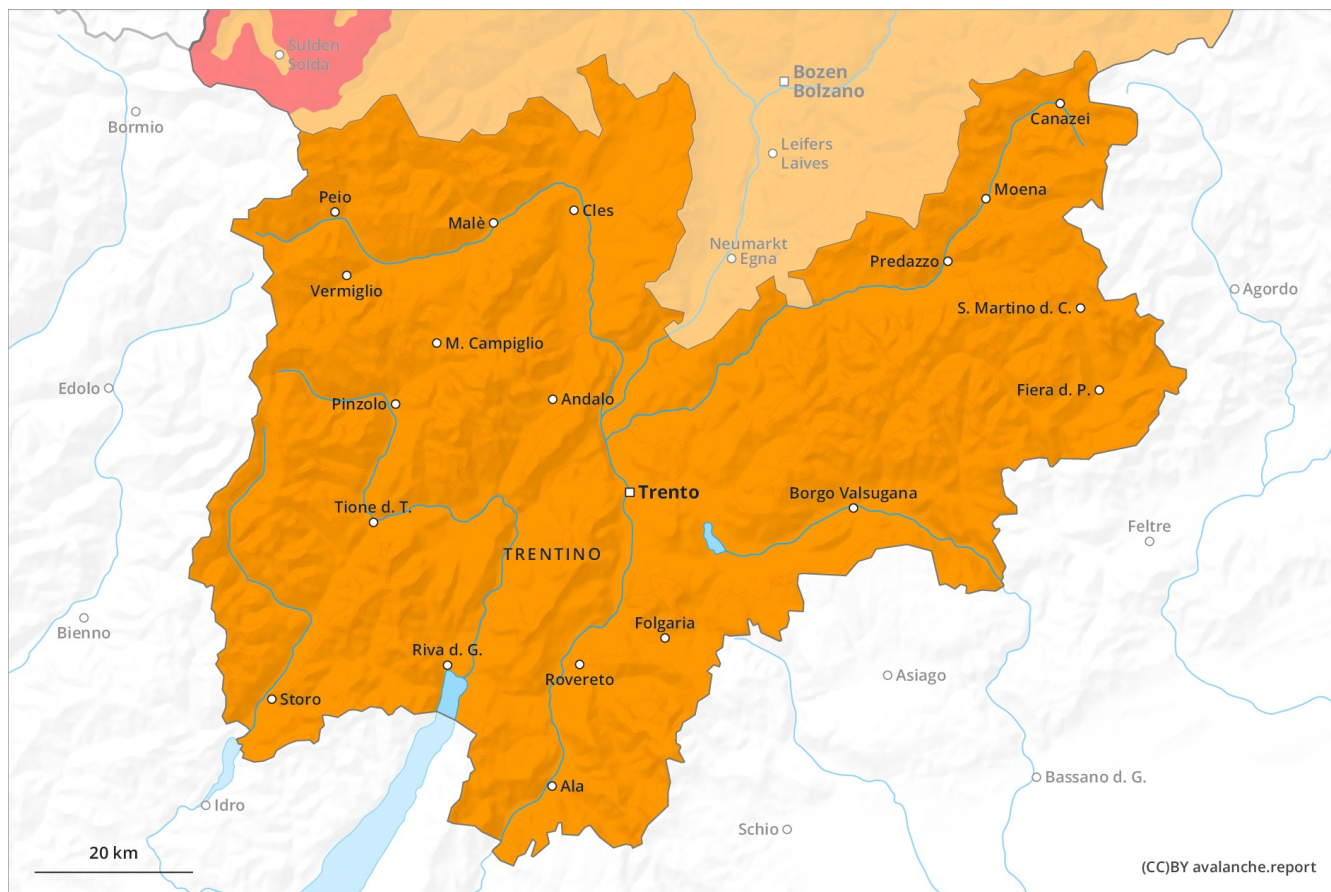 Sulden
Solda
Bozen
Bolzano
Bormio
Canazei
Leifers
Laives
Peio
Malè
Cles
Moena
Neumarkt
Egna
Predazzo
Vermiglio
Agordo
S. Martino d. C.
M. Campiglio
Edolo
Pinzolo
Andalo
Fiera d. P.
Trento
Borgo Valsugana
Tione d. T.
Feltre
TRENTINO
Bienno
Folgaria
Riva d. G.
Rovereto
Asiago
Storo
Ala
Bassano d. G.
Idro
Schio
20 km
(CC)BY avalanche.report